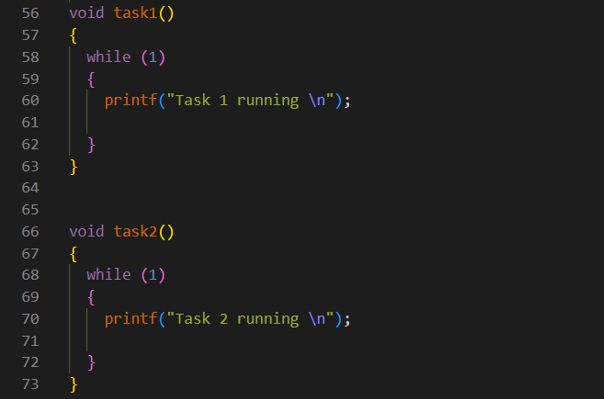 56 void task1()
57 {
58 while (1)
59 {
60 printf("Task 1 running \n");
61
62 }
63 }
64
65
66 void task2()
67 {
68 while (1)
69 {
70 printf("Task 2 running \n");
71
72 }
73 }